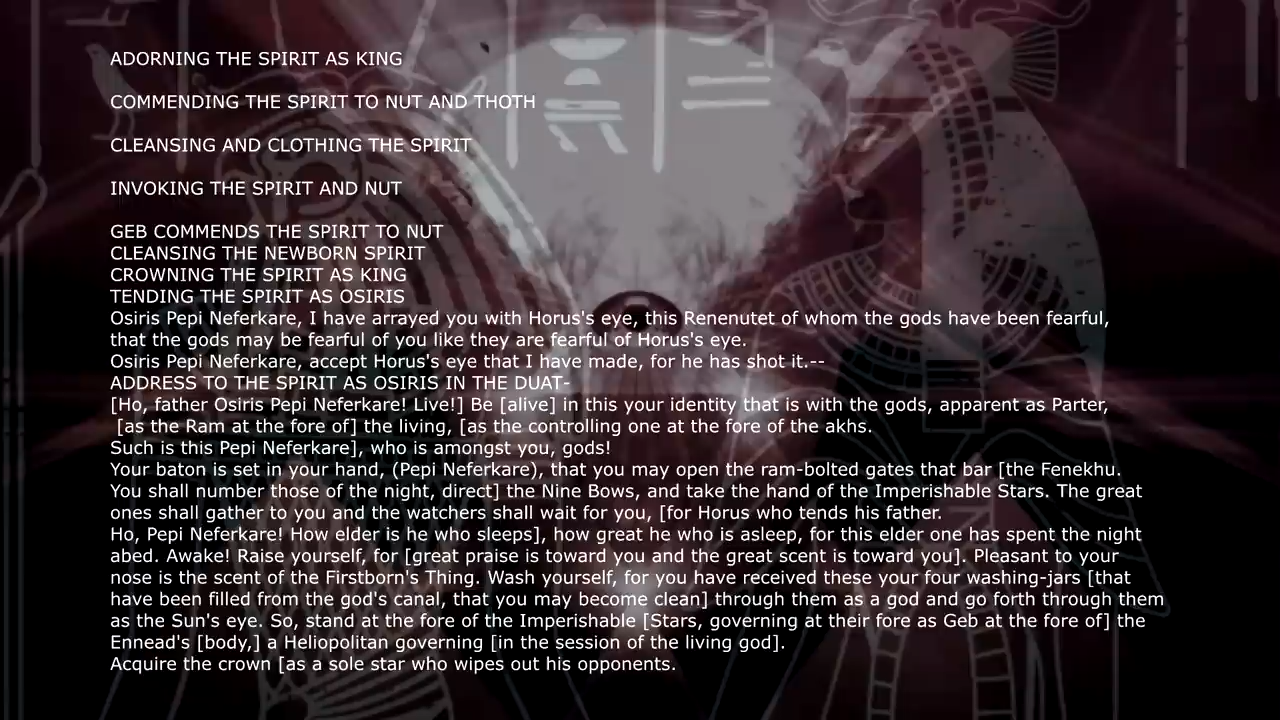 ADORNING THE SPIRIT AS KING
COMMENDING THE SPIRIT TO NUT AND THOTH
CLEANSING AND CLOTHING THE SPIRIT
INVOKING THE SPIRIT AND NUT
GEB COMMENDS THE SPIRIT TO NUT
CLEANSING THE NEWBORN SPIRIT
CROWNING THE SPIRIT AS KING
TENDING THE SPIRIT AS OSIRIS
Osiris Pepi Neferkare, I have arrayed you with Horus's eye, this Renenutet of whom the gods have been fearful,
that the gods may be fearful of you like they are fearful of Horus's eye.
Osiris Pepi Neferkare, accept Horus's eye that I have made, for he has shot it.--
ADDRESS TO THE SPIRIT AS OSIRIS IN THE DUAT-
[Ho, father Osiris Pepi Neferkare! Live!] Be [alive] in this your identity that is with the gods, apparent as Parter,
[as the Ram at the fore of] the living, [as the controlling one at the fore of the akhs.
Such is this Pepi Neferkare], who is amongst you, gods!
Your baton is set in your hand, (Pepi Neferkare), that you may open the ram-bolted gates that bar [the Fenekhu.
You shall number those of the night, direct] the Nine Bows, and take the hand of the Imperishable Stars. The great
ones shall gather to you and the watchers shall wait for you, [for Horus who tends his father.
Ho, Pepi Neferkare! How elder is he who sleeps], how great he who is asleep, for this elder one has spent the night
abed. Awake! Raise yourself, for [great praise is toward you and the great scent is toward you]. Pleasant to your
nose is the scent of the Firstborn's Thing. Wash yourself, for you have received these your four washing-jars [that
have been filled from the god's canal, that you may become clean] through them as a god and go forth through them
as the Sun's eye. So, stand at the fore of the Imperishable [Stars, governing at their fore as Geb at the fore of] the
Ennead's [body,] a Heliopolitan governing [in the session of the living god].
Acquire the crown [as a sole star who wipes out his opponents.